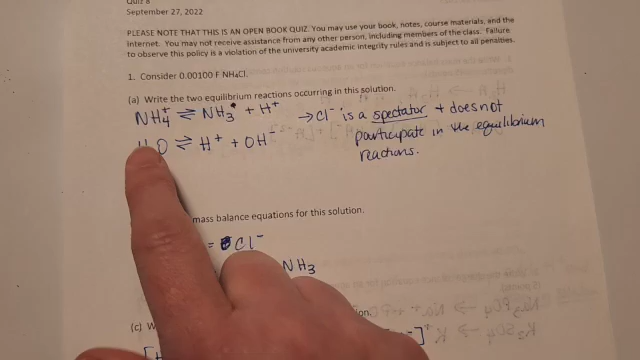 Quiz 8
September 27, 2022
PLEASE NOTE THAT THIS IS AN OPEN BOOK QUIZ. You may use your book, notes, course materials, and the
Internet. You may not receive assistance from any other person, including members of the class. Failure
to observe this policy is a violation of the university academic integrity rules and is subject to all penalties.
1. Consider 0.00100 F NH4Cl.
(a) Write the two equilibrium reactions occurring in this solution.
NH4+ ⇌ NH3 + H+ → Cl- is a spectator + does not
participate in the equilibrium
reactions.
H2O ⇌ H+ + OH-
mass balance equations for this solution.
= Cl-
NH3
(c) W